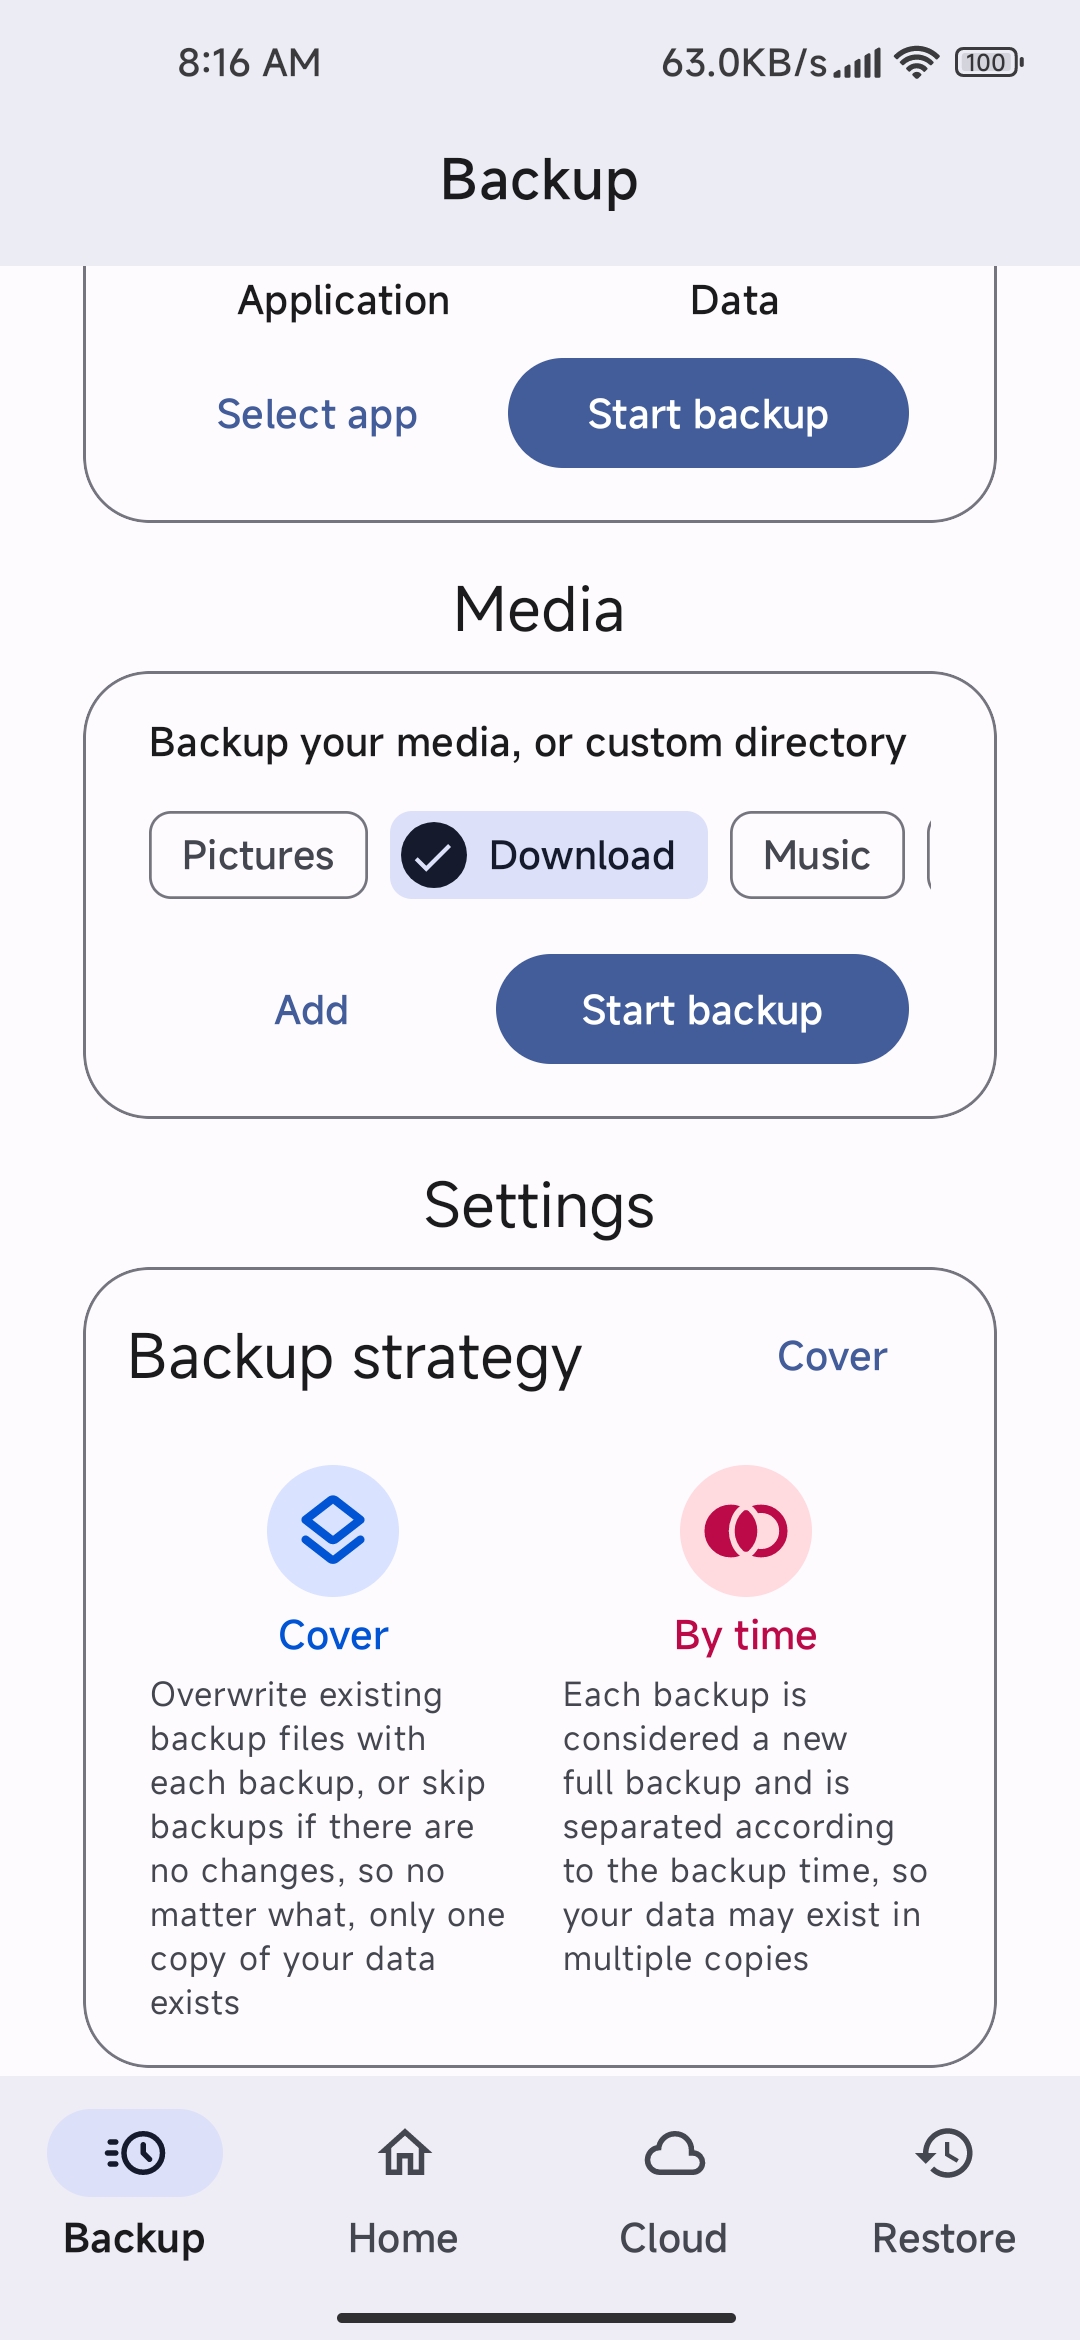 8:16 AM 63.0KB/s 100
Backup
Application Data
Select app Start backup
Media
Backup your media, or custom directory
Pictures Download Music
Add Start backup
Settings
Backup strategy Cover
Cover
Overwrite existing
backup files with
each backup, or skip
backups if there are
no changes, so no
matter what, only one
copy of your data
exists
By time
Each backup is
considered a new
full backup and is
separated according
to the backup time, so
your data may exist in
multiple copies
Backup Home Cloud Restore